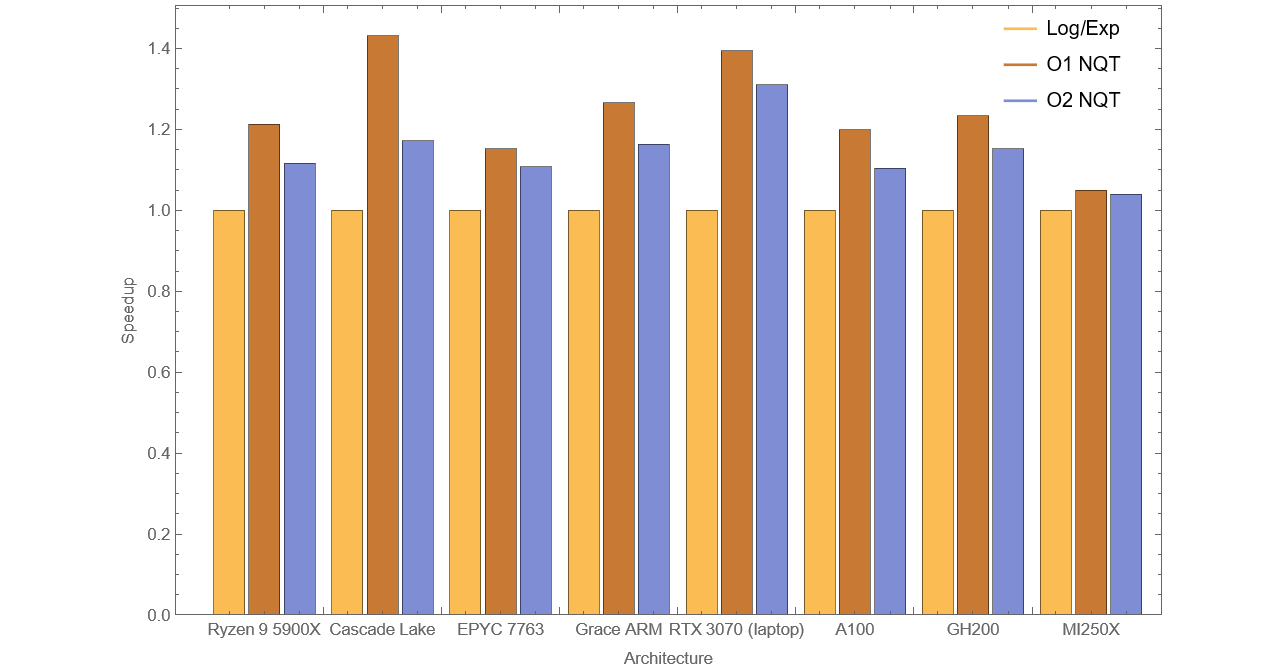 Log/Exp
O1 NQT
O2 NQT
1.4
1.2
1.0
0.8
0.6
0.4
0.2
0.0
Speedup
Ryzen 9 5900X Cascade Lake EPYC 7763 Grace ARM RTX 3070 (laptop) A100 GH200 MI250X
Architecture